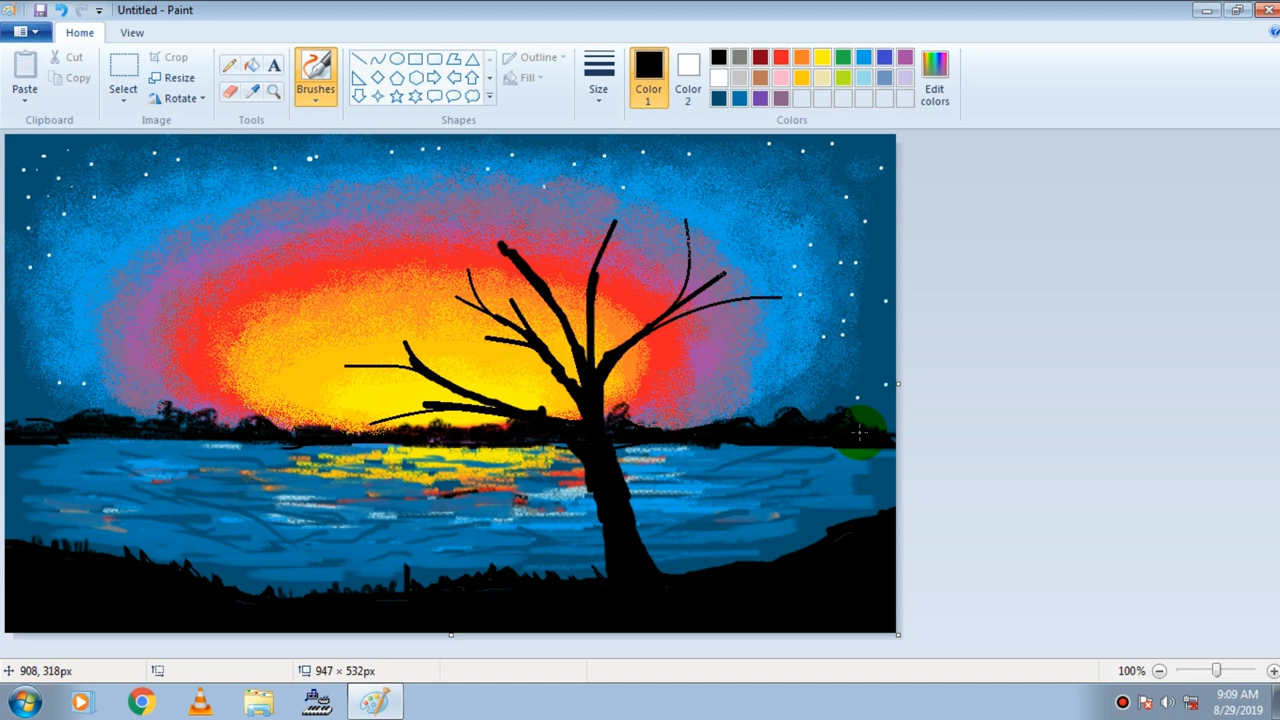 Untitled - Paint
Home View
Paste
Cut
Copy
Clipboard
Select
Crop
Resize
Rotate
Image
A
Tools
Brushes
Outline
Fill
Shapes
Size
Color 1
Color 2
Edit colors
Colors
908, 318px
947 × 532px
100%
9:09 AM
8/29/2019